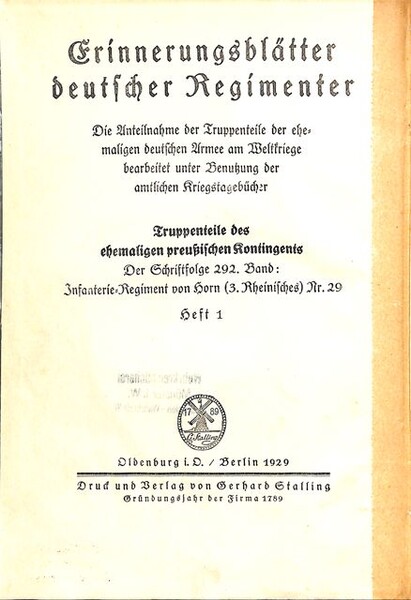 Erinnerungsblätter
deutscher Regimenter
Die Anteilnahme der Truppenteile der ehe-
maligen deutschen Armee am Weltkriege
bearbeitet unter Benutzung der
amtlichen Kriegstagebücher
Truppenteile des
ehemaligen preußischen Kontingents
Der Schriftfolge 292. Band:
Infanterie-Regiment von Horn (3. Rheinisches) Nr. 29
Heft 1
17 89
G. Stalling
Oldenburg i. O. / Berlin 1929
Druck und Verlag von Gerhard Stalling
Gründungsjahr der Firma 1789